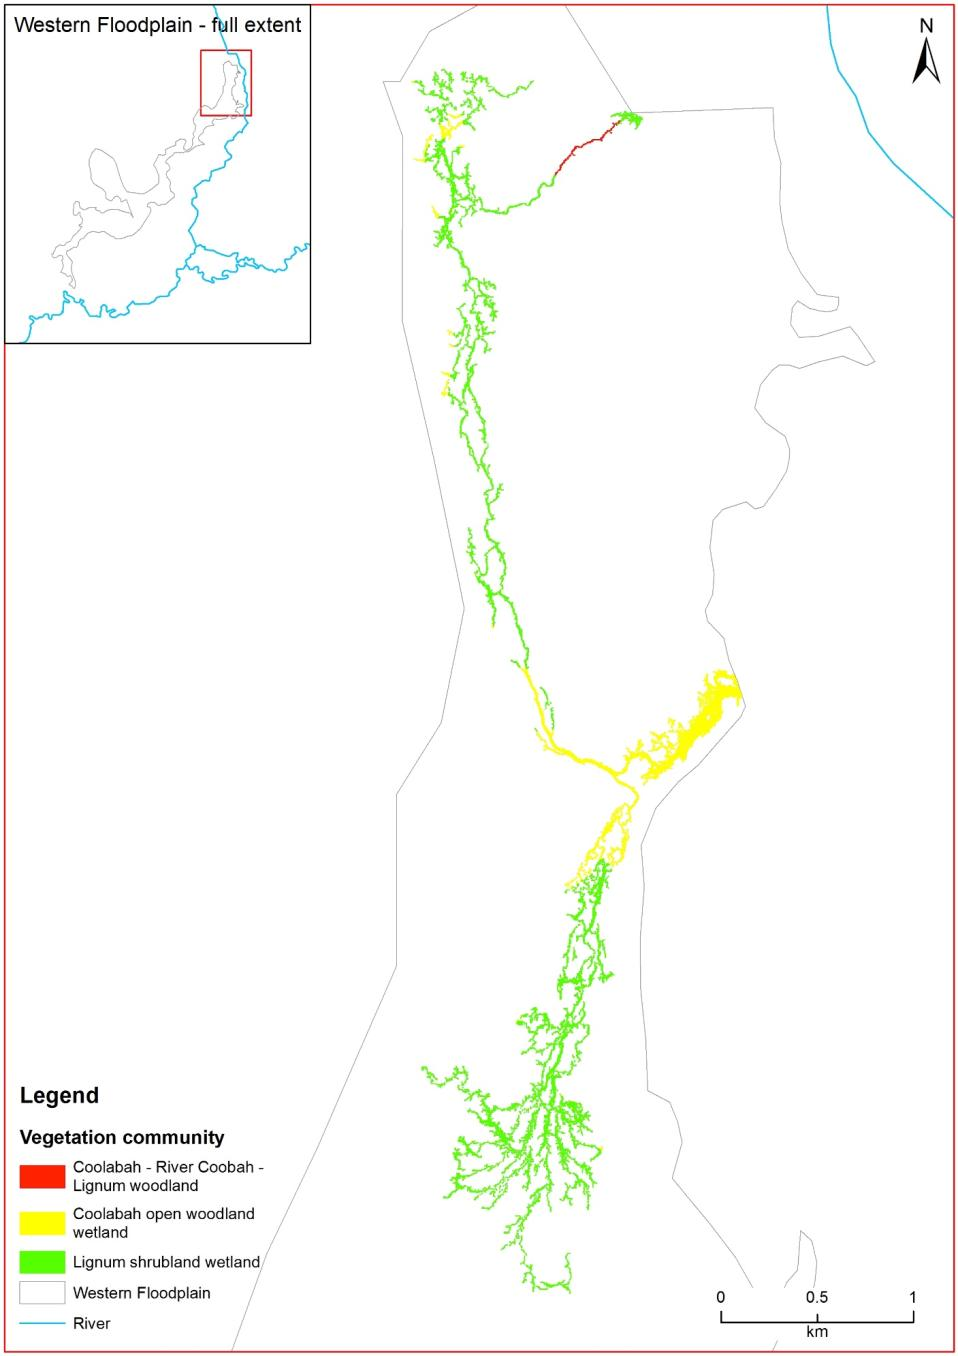 Western Floodplain - full extent
N
Legend
Vegetation community
Coolabah - River Coobah -
Lignum woodland
Coolabah open woodland
wetland
Lignum shrubland wetland
Western Floodplain
River
0 0.5 1
km